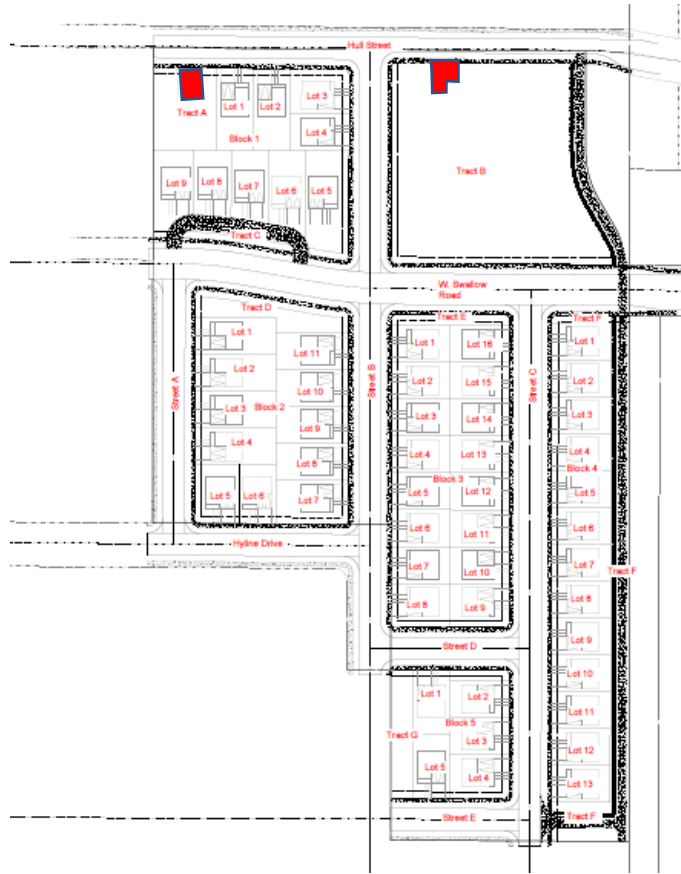 Hull Street
Lot 1
Lot 2
Lot 3
Tract A
Lot 4
Block 1
Lot 9
Lot 8
Lot 7
Lot 6
Lot 5
Tract C
Tract B
W. Swallow
Road
Tract D
Lot 1
Lot 11
Lot 2
Lot 10
Lot 3
Block 2
Lot 9
Lot 4
Lot 8
Lot 5
Lot 6
Lot 7
Street A
Hyline Drive
Street B
Tract E
Lot 1
Lot 16
Lot 2
Lot 15
Lot 3
Lot 14
Lot 4
Lot 13
Block 3
Lot 5
Lot 12
Lot 6
Lot 11
Lot 7
Lot 10
Lot 8
Lot 9
Street C
Tract F
Lot 1
Lot 2
Lot 3
Lot 4
Block 4
Lot 5
Lot 6
Lot 7
Tract F
Lot 8
Lot 9
Lot 10
Lot 11
Lot 12
Lot 13
Tract F
Street D
Lot 1
Lot 2
Block 5
Tract G
Lot 3
Lot 5
Lot 4
Street E